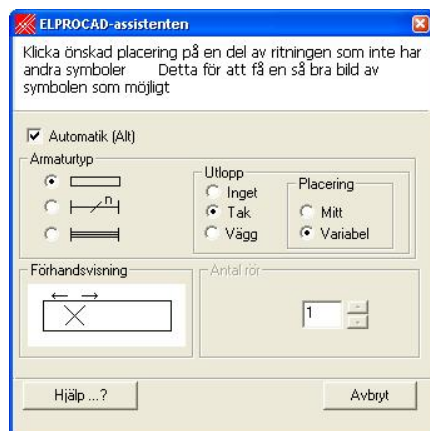 ELPROCAD-assistenten
Klicka önskad placering på en del av ritningen som inte har
andra symboler Detta för att få en så bra bild av
symbolen som möjligt
Automatik (Alt)
Armaturtyp
n
Utlopp
Inget
Tak
Vägg
Placering
Mitt
Variabel
Förhandsvisning
Antal rör
1
Hjälp ...?
Avbryt